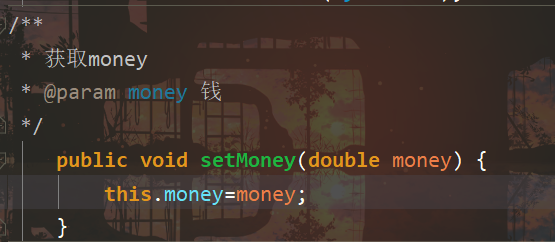 /**
* 获取money
* @param money 钱
*/
public void setMoney(double money) {
this.money=money;
}